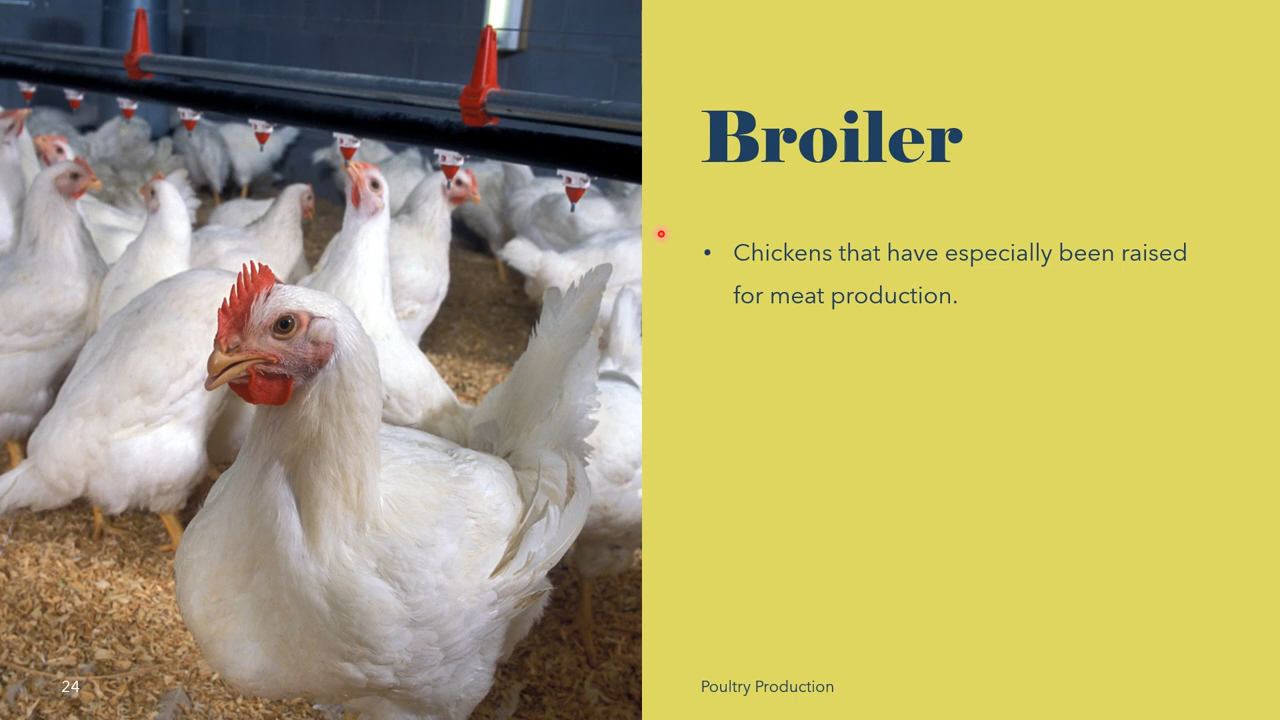 Broiler
• Chickens that have especially been raised
for meat production.
24
Poultry Production